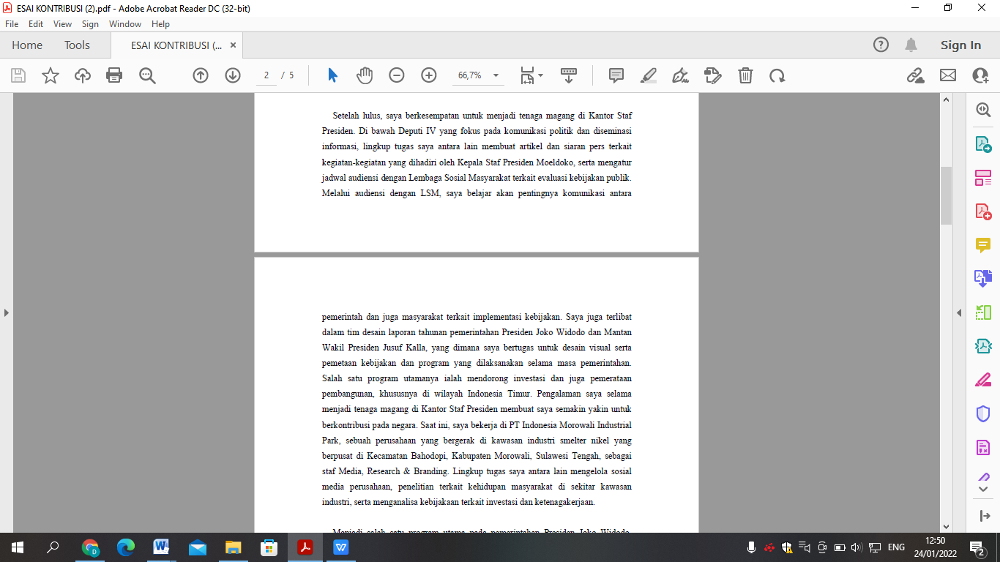 ESAI KONTRIBUSI (2).pdf - Adobe Acrobat Reader DC (32-bit)
File Edit View Sign Window Help
Home Tools ESAI KONTRIBUSI (... × Sign In
2 / 5 66,7%
Setelah lulus, saya berkesempatan untuk menjadi tenaga magang di Kantor Staf
Presiden. Di bawah Deputi IV yang fokus pada komunikasi politik dan diseminasi
informasi, lingkup tugas saya antara lain membuat artikel dan siaran pers terkait
kegiatan-kegiatan yang dihadiri oleh Kepala Staf Presiden Moeldoko, serta mengatur
jadwal audiensi dengan Lembaga Sosial Masyarakat terkait evaluasi kebijakan publik.
Melalui audiensi dengan LSM, saya belajar akan pentingnya komunikasi antara
pemerintah dan juga masyarakat terkait implementasi kebijakan. Saya juga terlibat
dalam tim desain laporan tahunan pemerintahan Presiden Joko Widodo dan Mantan
Wakil Presiden Jusuf Kalla, yang dimana saya bertugas untuk desain visual serta
pemetaan kebijakan dan program yang dilaksanakan selama masa pemerintahan.
Salah satu program utamanya ialah mendorong investasi dan juga pemerataan
pembangunan, khususnya di wilayah Indonesia Timur. Pengalaman saya selama
menjadi tenaga magang di Kantor Staf Presiden membuat saya semakin yakin untuk
berkontribusi pada negara. Saat ini, saya bekerja di PT Indonesia Morowali Industrial
Park, sebuah perusahaan yang bergerak di kawasan industri smelter nikel yang
berpusat di Kecamatan Bahodopi, Kabupaten Morowali, Sulawesi Tengah, sebagai
staf Media, Research & Branding. Lingkup tugas saya antara lain mengelola sosial
media perusahaan, penelitian terkait kehidupan masyarakat di sekitar kawasan
industri, serta menganalisa kebijakaan terkait investasi dan ketenagakerjaan.
Menjadi salah satu program utama pada pemerintahan Presiden Joko Widodo,
ENG
12:50
24/01/2022
2